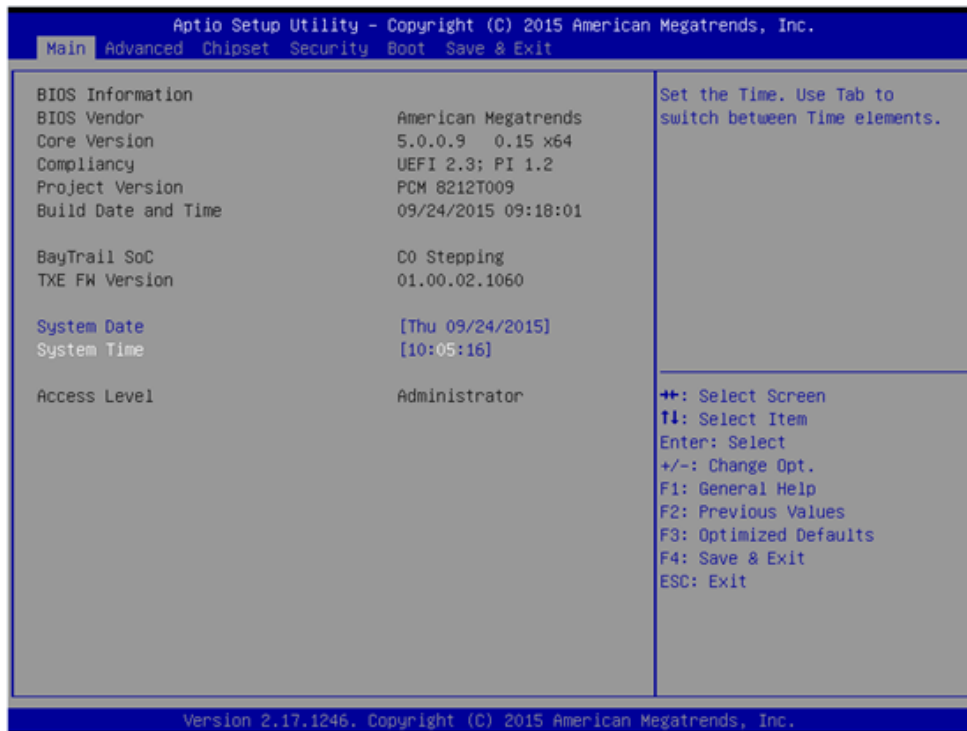 Aptio Setup Utility – Copyright (C) 2015 American Megatrends, Inc.
Main Advanced Chipset Security Boot Save & Exit
BIOS Information
BIOS Vendor American Megatrends
Core Version 5.0.0.9 0.15 x64
Compliancy UEFI 2.3; PI 1.2
Project Version PCM 8212T009
Build Date and Time 09/24/2015 09:18:01
BayTrail SoC C0 Stepping
TXE FW Version 01.00.02.1060
System Date [Thu 09/24/2015]
System Time [10:05:16]
Access Level Administrator
Set the Time. Use Tab to
switch between Time elements.
→←: Select Screen
↑↓: Select Item
Enter: Select
+/-: Change Opt.
F1: General Help
F2: Previous Values
F3: Optimized Defaults
F4: Save & Exit
ESC: Exit
Version 2.17.1246. Copyright (C) 2015 American Megatrends, Inc.